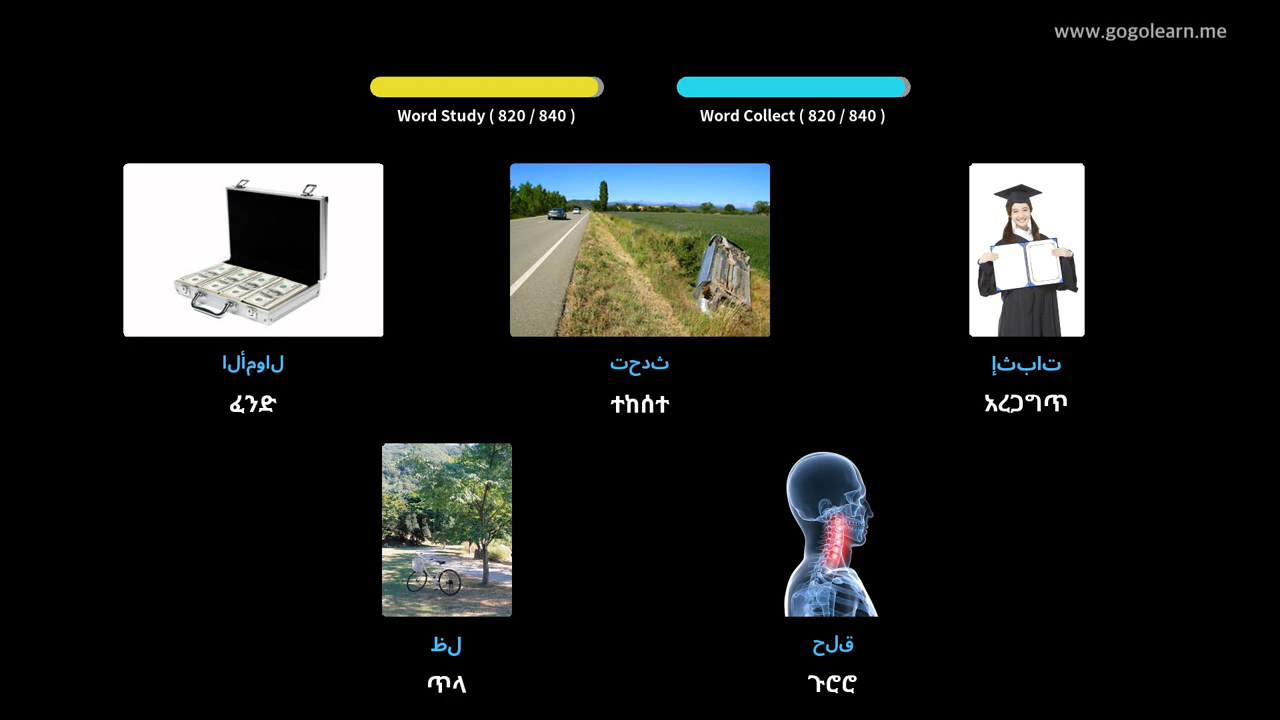 www.gogolearn.me
Word Study ( 820 / 840 )
Word Collect ( 820 / 840 )
الأموال
ፈንድ
تحدث
ተከሰተ
إثبات
አረጋግጥ
ظل
ጥላ
حلق
ጉሮሮ